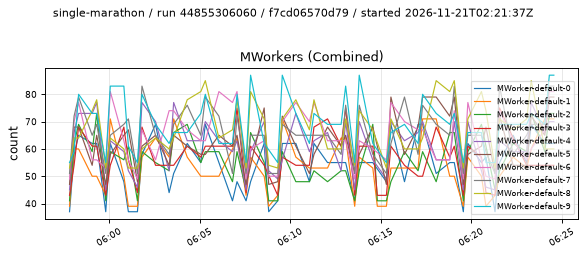 single-marathon / run 44855306060 / f7cd06570d79 / started 2026-11-21T02:21:37Z
MWorkers (Combined)
count
80
70
60
50
40
06:00
06:05
06:10
06:15
06:20
06:25
MWorker-default-0
MWorker-default-1
MWorker-default-2
MWorker-default-3
MWorker-default-4
MWorker-default-5
MWorker-default-6
MWorker-default-7
MWorker-default-8
MWorker-default-9